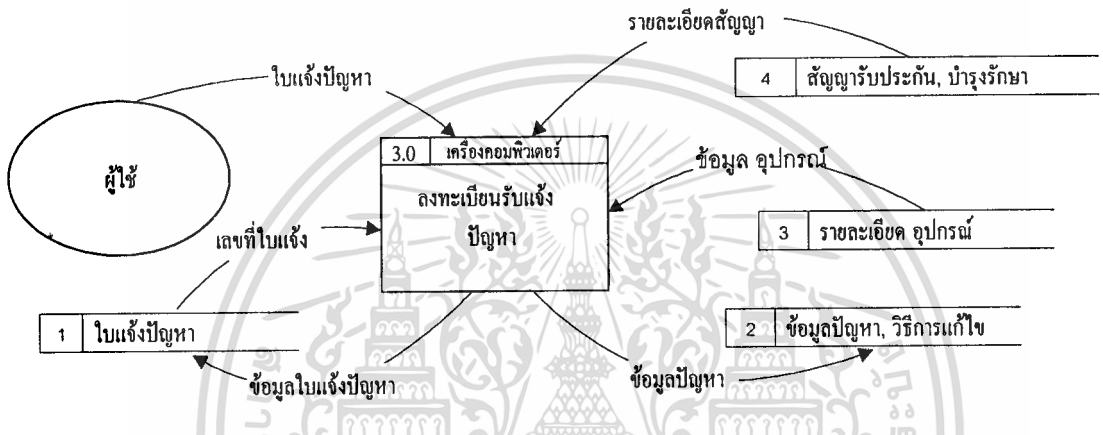 รายละเอียดสัญญา
ใบแจ้งปัญหา
4 สัญญารับประกัน, บำรุงรักษา
3.0 เครื่องคอมพิวเตอร์
ข้อมูล อุปกรณ์
ผู้ใช้
ลงทะเบียนรับแจ้ง
ปัญหา
เลขที่ใบแจ้ง
3 รายละเอียด อุปกรณ์
1 ใบแจ้งปัญหา
2 ข้อมูลปัญหา, วิธีการแก้ไข
ข้อมูลใบแจ้งปัญหา
ข้อมูลปัญหา